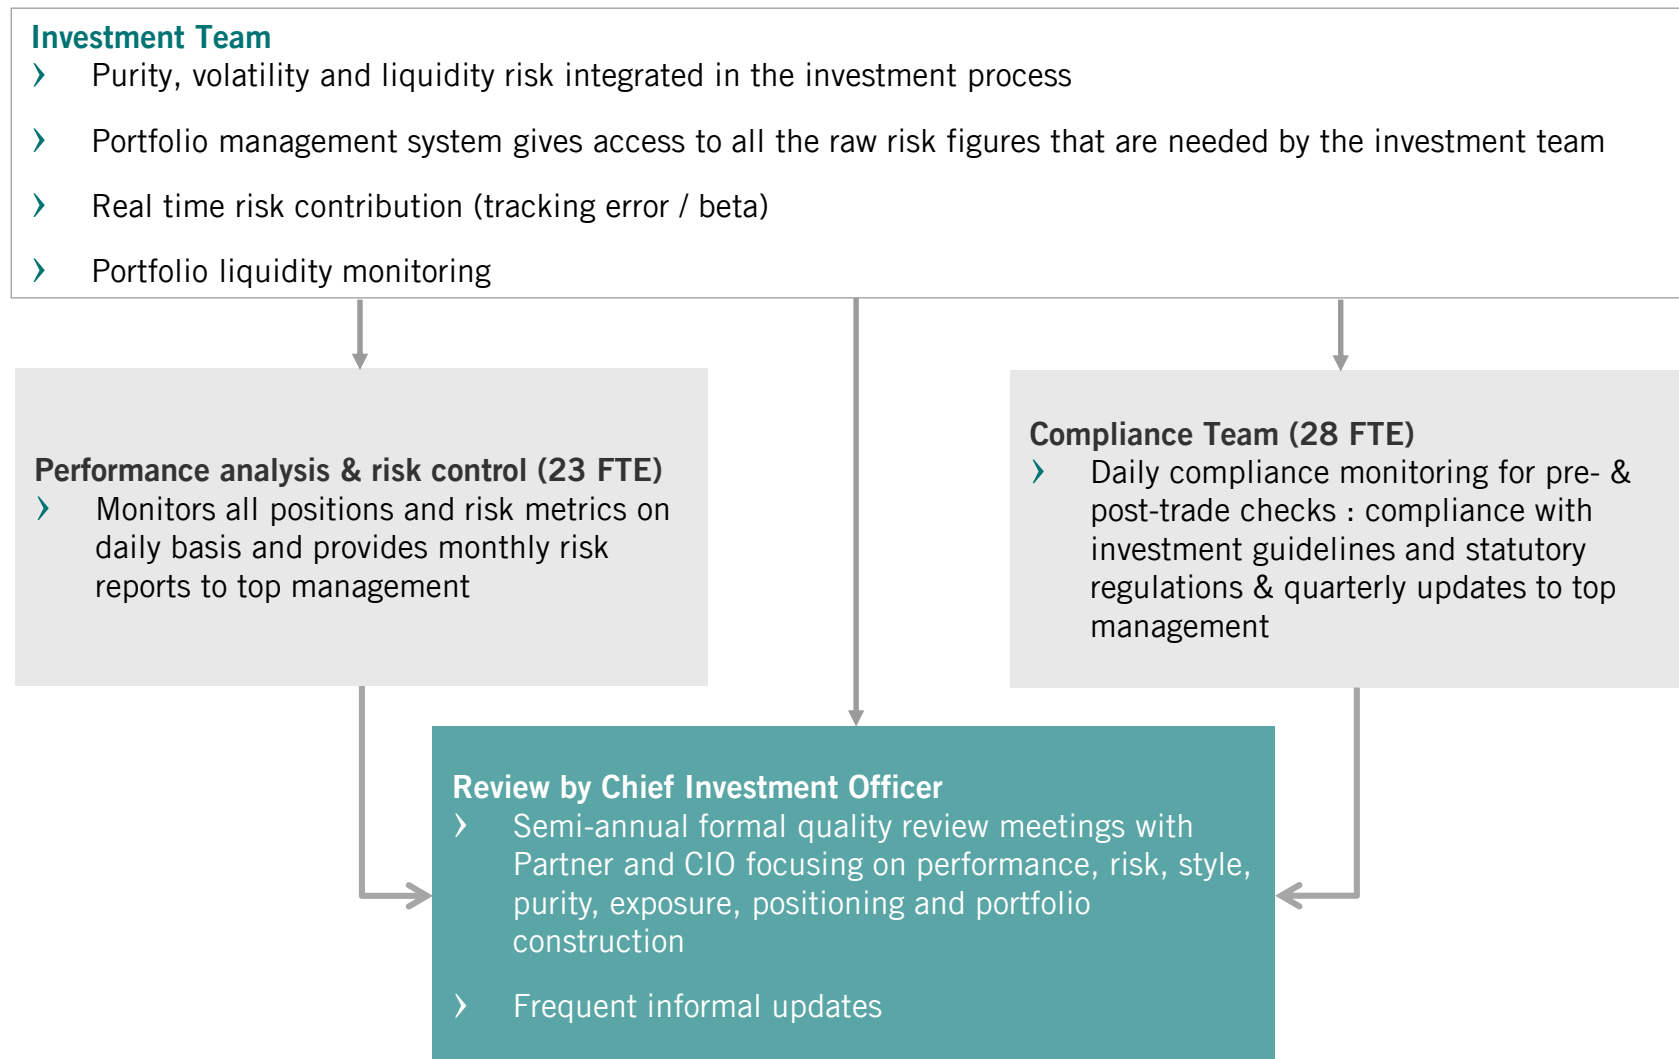 Investment Team
› Purity, volatility and liquidity risk integrated in the investment process
› Portfolio management system gives access to all the raw risk figures that are needed by the investment team
› Real time risk contribution (tracking error / beta)
› Portfolio liquidity monitoring
Performance analysis & risk control (23 FTE)
› Monitors all positions and risk metrics on
daily basis and provides monthly risk
reports to top management
Compliance Team (28 FTE)
› Daily compliance monitoring for pre- &
post-trade checks : compliance with
investment guidelines and statutory
regulations & quarterly updates to top
management
Review by Chief Investment Officer
› Semi-annual formal quality review meetings with
Partner and CIO focusing on performance, risk, style,
purity, exposure, positioning and portfolio
construction
› Frequent informal updates